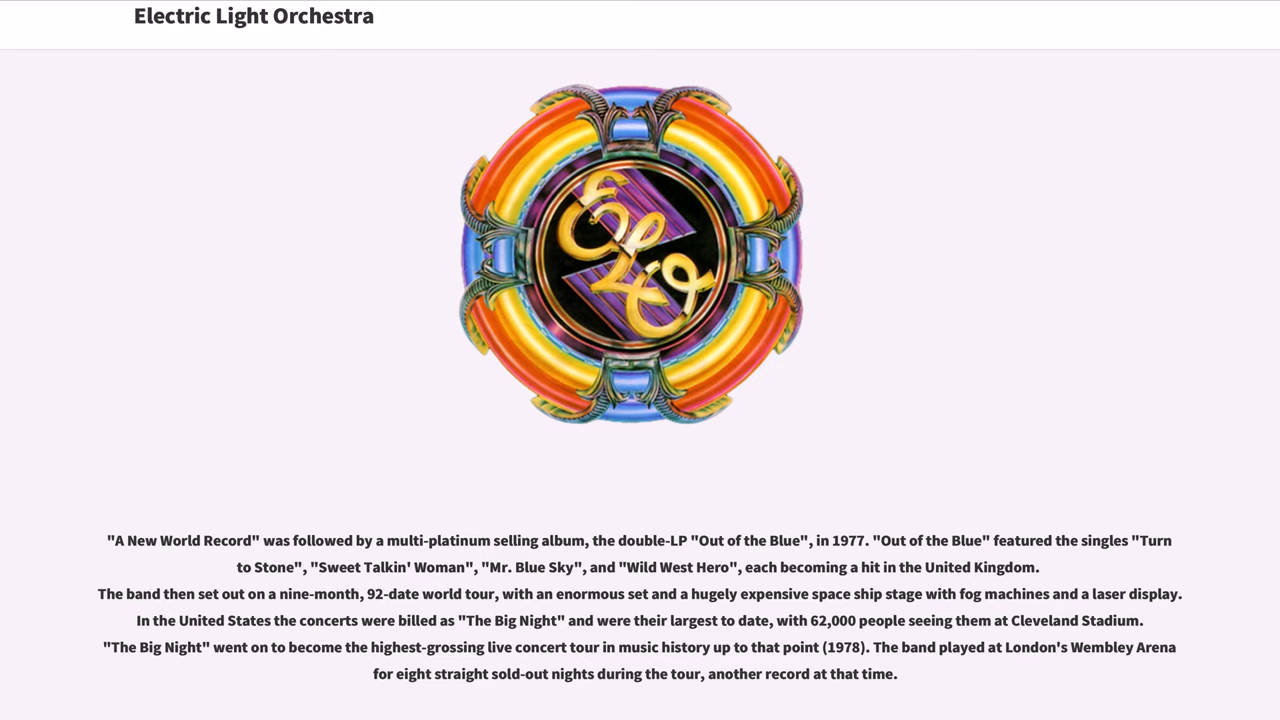 Electric Light Orchestra
ELO
"A New World Record" was followed by a multi-platinum selling album, the double-LP "Out of the Blue", in 1977. "Out of the Blue" featured the singles "Turn
to Stone", "Sweet Talkin' Woman", "Mr. Blue Sky", and "Wild West Hero", each becoming a hit in the United Kingdom.
The band then set out on a nine-month, 92-date world tour, with an enormous set and a hugely expensive space ship stage with fog machines and a laser display.
In the United States the concerts were billed as "The Big Night" and were their largest to date, with 62,000 people seeing them at Cleveland Stadium.
"The Big Night" went on to become the highest-grossing live concert tour in music history up to that point (1978). The band played at London's Wembley Arena
for eight straight sold-out nights during the tour, another record at that time.